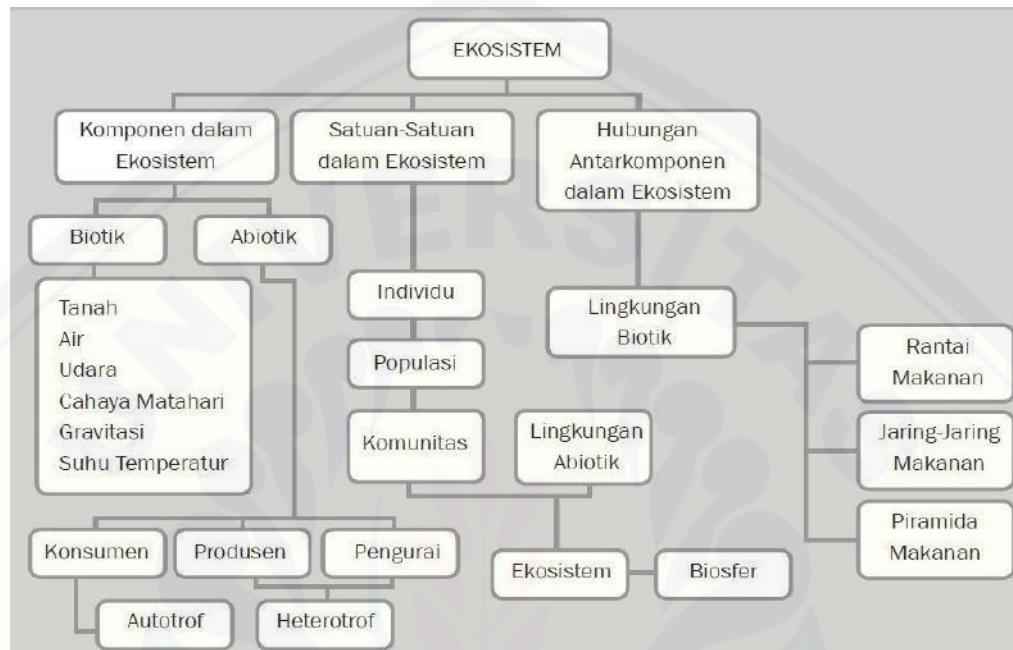 EKOSISTEM
Komponen dalam
Ekosistem
Satuan-Satuan
dalam Ekosistem
Hubungan
Antarkomponen
dalam Ekosistem
Biotik
Abiotik
Tanah
Air
Udara
Cahaya Matahari
Gravitasi
Suhu Temperatur
Individu
Populasi
Komunitas
Lingkungan
Biotik
Lingkungan
Abiotik
Rantai
Makanan
Jaring-Jaring
Makanan
Piramida
Makanan
Konsumen
Produsen
Pengurai
Autotrof
Heterotrof
Ekosistem
Biosfer
UNIVERSITAS